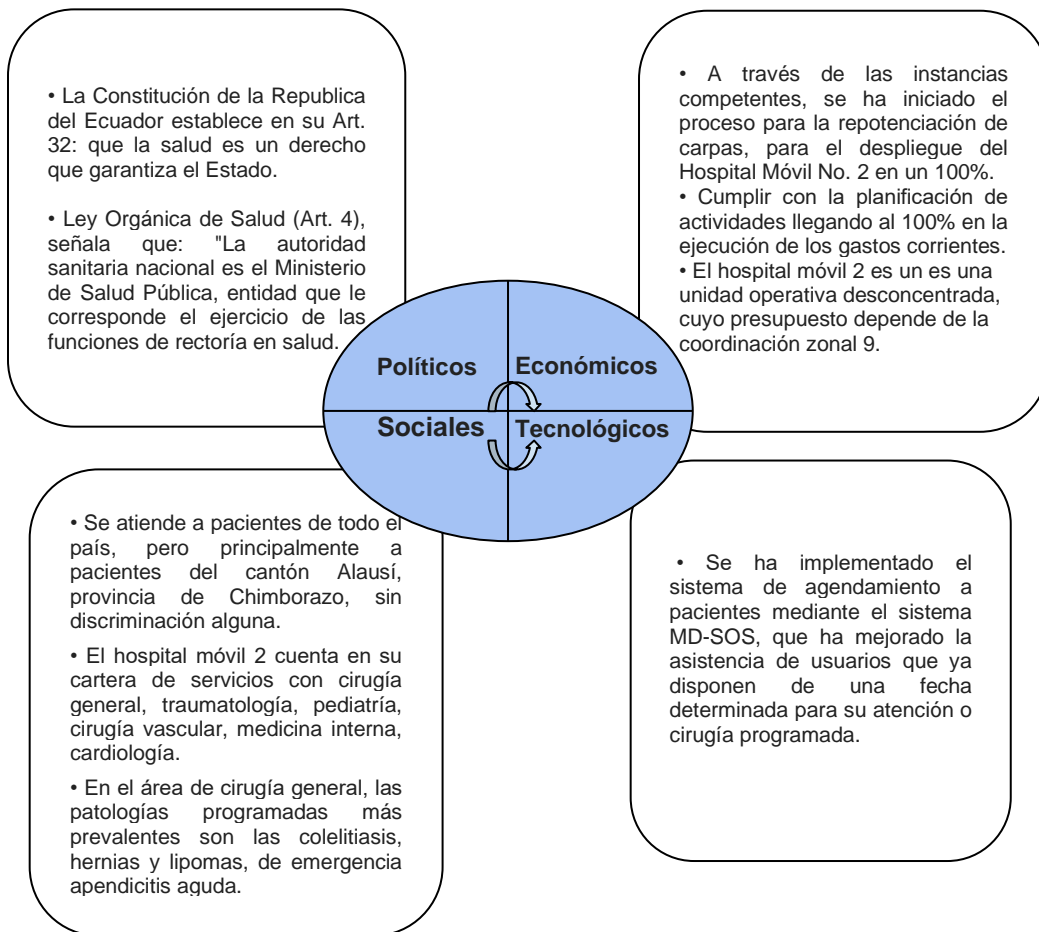 • La Constitución de la Republica
del Ecuador establece en su Art.
32: que la salud es un derecho
que garantiza el Estado.
• Ley Orgánica de Salud (Art. 4),
señala que: "La autoridad
sanitaria nacional es el Ministerio
de Salud Pública, entidad que le
corresponde el ejercicio de las
funciones de rectoría en salud.
• A través de las instancias
competentes, se ha iniciado el
proceso para la repotenciación de
carpas, para el despliegue del
Hospital Móvil No. 2 en un 100%.
• Cumplir con la planificación de
actividades llegando al 100% en la
ejecución de los gastos corrientes.
• El hospital móvil 2 es un es una
unidad operativa desconcentrada,
cuyo presupuesto depende de la
coordinación zonal 9.
Políticos
Económicos
Sociales
Tecnológicos
• Se atiende a pacientes de todo el
país, pero principalmente a
pacientes del cantón Alausí,
provincia de Chimborazo, sin
discriminación alguna.
• El hospital móvil 2 cuenta en su
cartera de servicios con cirugía
general, traumatología, pediatría,
cirugía vascular, medicina interna,
cardiología.
• En el área de cirugía general, las
patologías programadas más
prevalentes son las colelitiasis,
hernias y lipomas, de emergencia
apendicitis aguda.
• Se ha implementado el
sistema de agendamiento a
pacientes mediante el sistema
MD-SOS, que ha mejorado la
asistencia de usuarios que ya
disponen de una fecha
determinada para su atención o
cirugía programada.